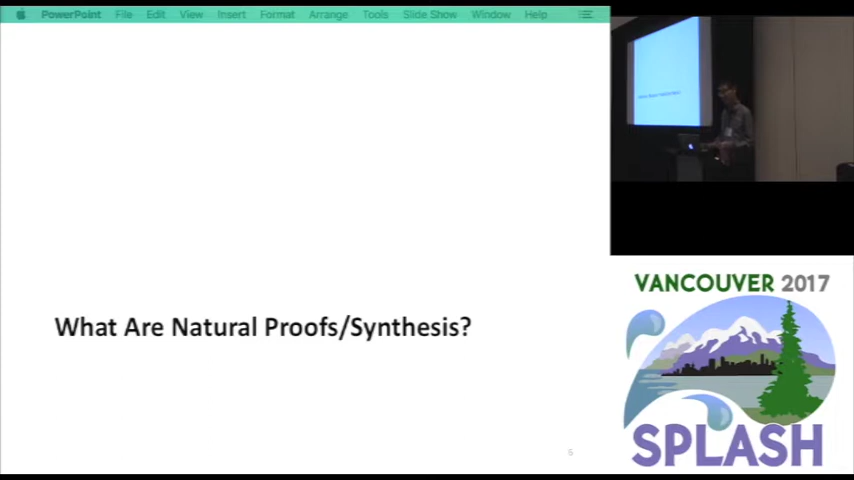 PowerPoint File Edit View Insert Format Arrange Tools Slide Show Window Help
What Are Natural Proofs/Synthesis?
5
VANCOUVER 2017
SPLASH